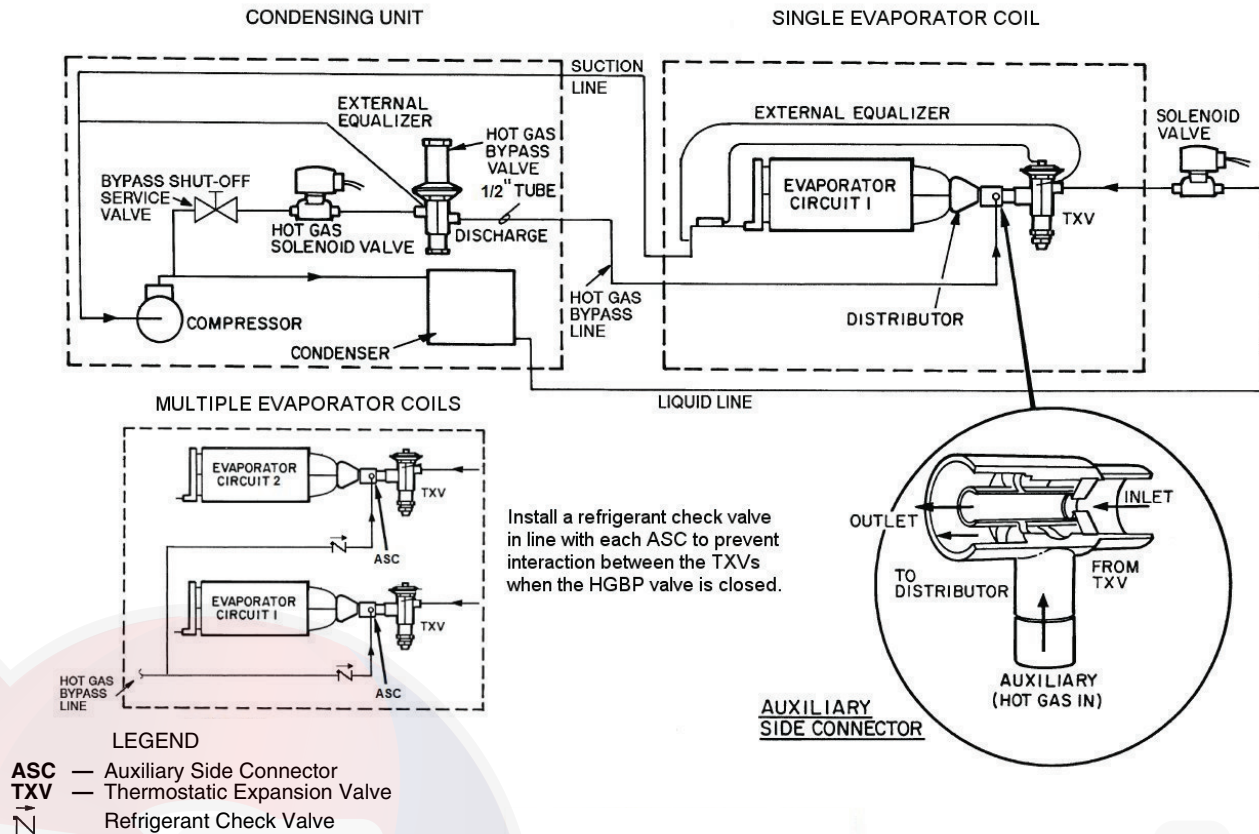 CONDENSING UNIT
SINGLE EVAPORATOR COIL
SUCTION
LINE
EXTERNAL
EQUALIZER
HOT GAS
BYPASS
VALVE
1/2" TUBE
BYPASS SHUT-OFF
SERVICE
VALVE
HOT GAS
SOLENOID VALVE
DISCHARGE
COMPRESSOR
CONDENSER
HOT GAS
BYPASS
LINE
EXTERNAL EQUALIZER
SOLENOID
VALVE
EVAPORATOR
CIRCUIT 1
TXV
DISTRIBUTOR
LIQUID LINE
MULTIPLE EVAPORATOR COILS
EVAPORATOR
CIRCUIT 2
TXV
ASC
EVAPORATOR
CIRCUIT 1
TXV
ASC
HOT GAS
BYPASS
LINE
Install a refrigerant check valve
in line with each ASC to prevent
interaction between the TXVs
when the HGBP valve is closed.
INLET
OUTLET
FROM
TXV
TO
DISTRIBUTOR
AUXILIARY
(HOT GAS IN)
AUXILIARY
SIDE CONNECTOR
LEGEND
ASC — Auxiliary Side Connector
TXV — Thermostatic Expansion Valve
Refrigerant Check Valve